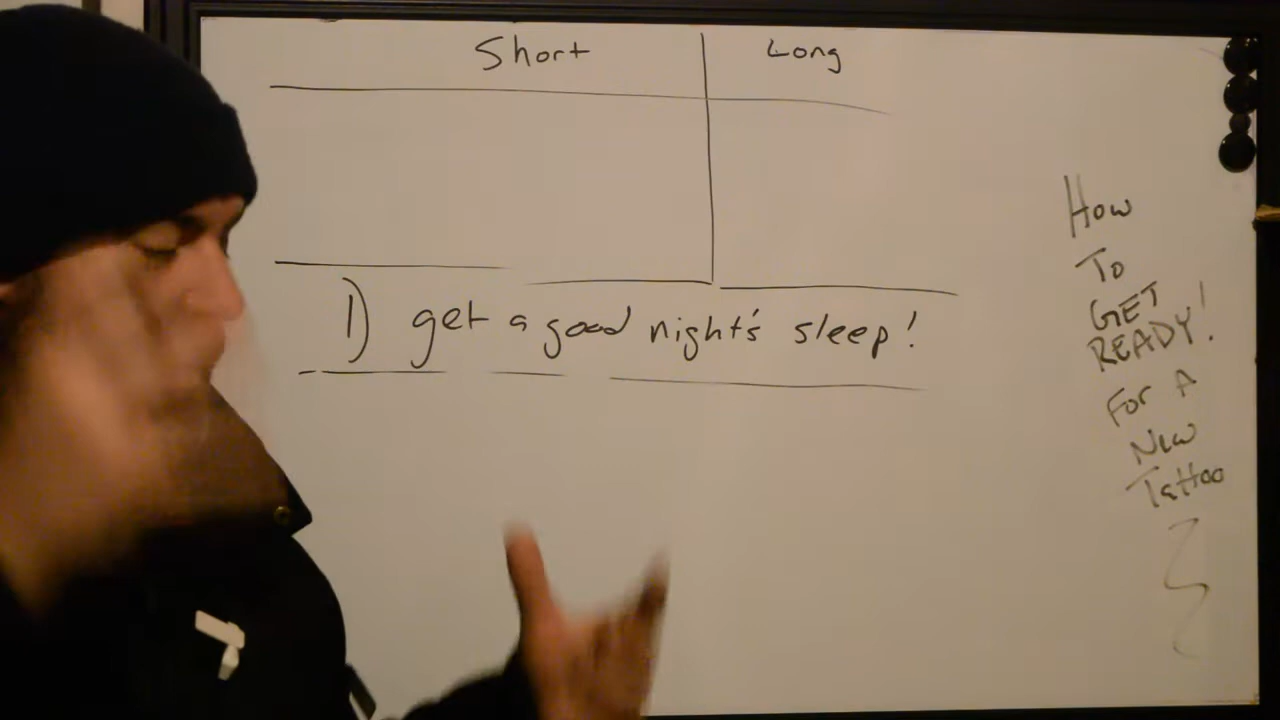 Short Long
1) get a good night's sleep!
How
To
GET
READY!
For A
New
Tattoo